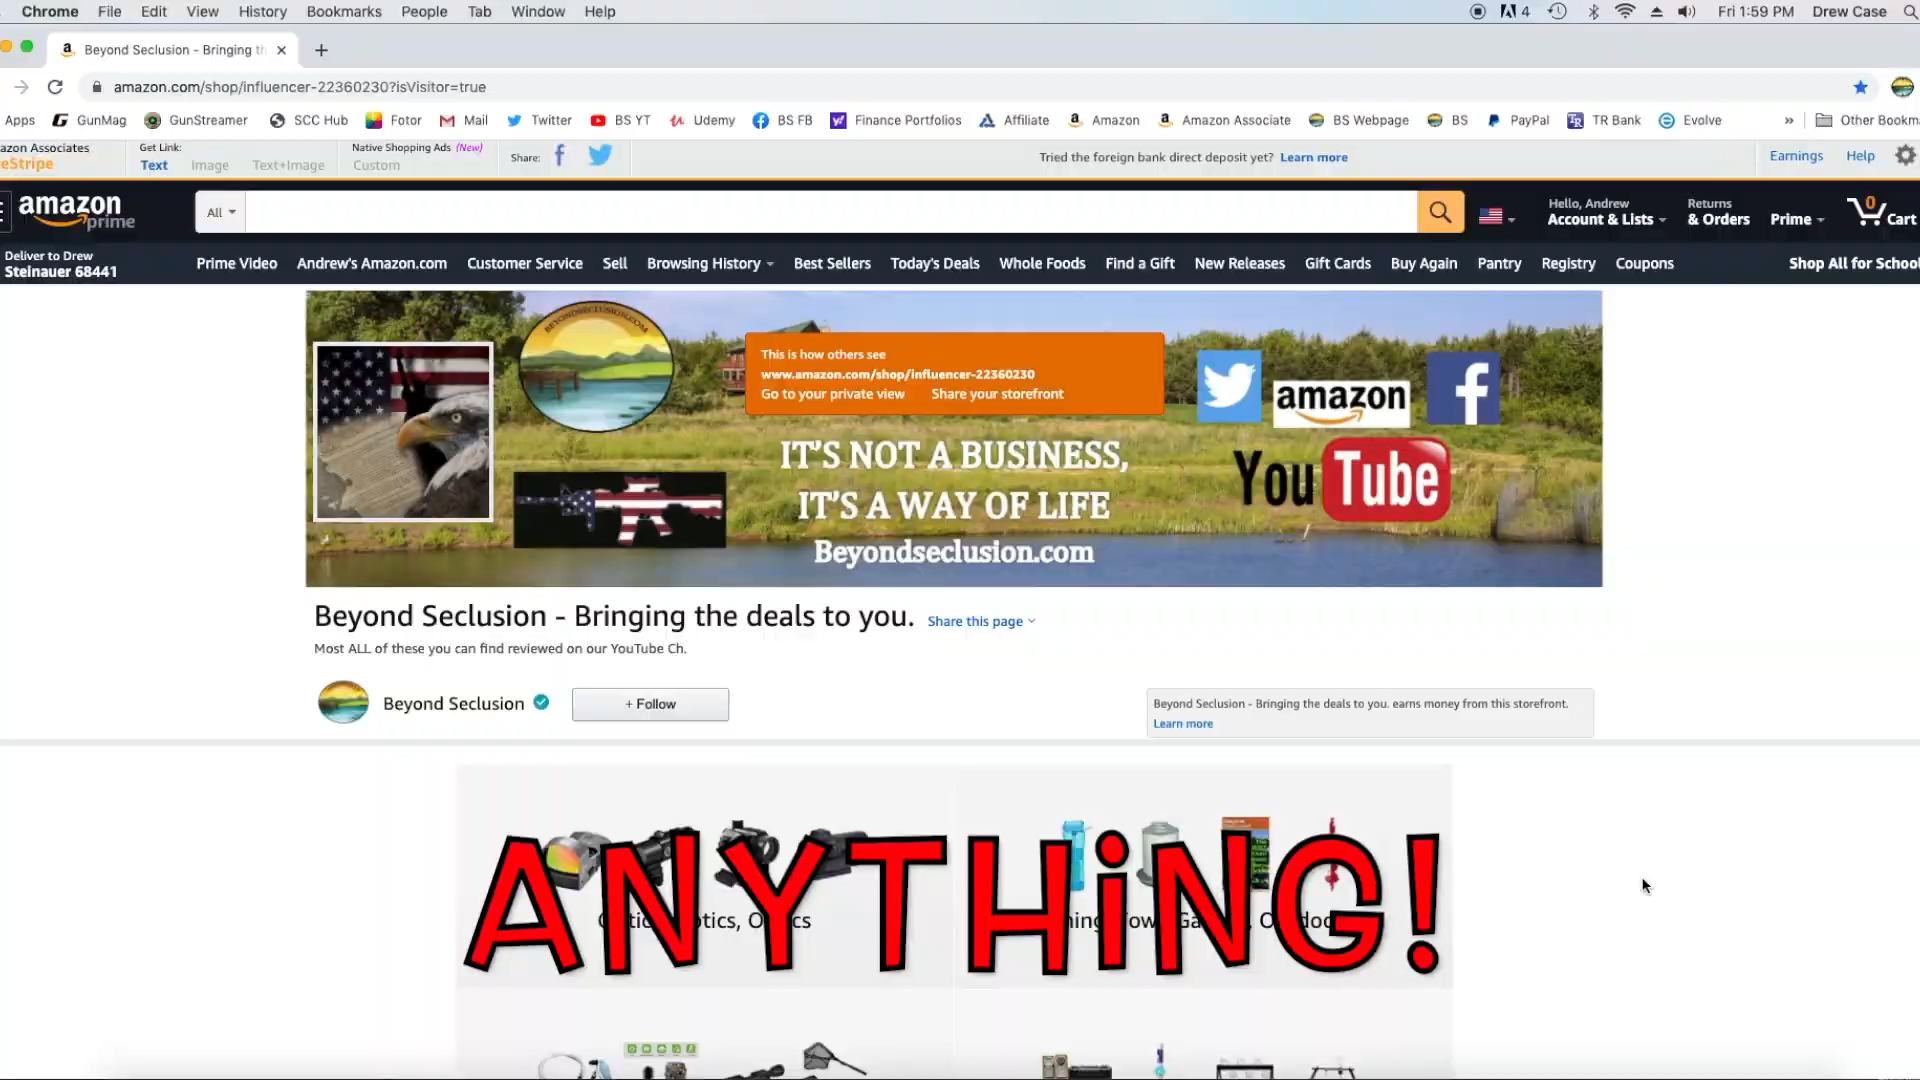 Chrome File Edit View History Bookmarks People Tab Window Help 4 Fri 1:59 PM Drew Case
a Beyond Seclusion - Bringing th
amazon.com/shop/influencer-22360230?isVisitor=true
Apps GunMag GunStreamer SCC Hub Fotor Mail Twitter BS YT Udemy BS FB Finance Portfolios Affiliate Amazon Amazon Associate BS Webpage BS PayPal TR Bank Evolve » Other Bookma
azon Associates Get Link: Native Shopping Ads (New) Share: Tried the foreign bank direct deposit yet? Learn more Earnings Help
eStripe Text Image Text+Image Custom
amazon prime All Hello, Andrew Returns 0
Account & Lists & Orders Prime Cart
Deliver to Drew
Steinauer 68441 Prime Video Andrew's Amazon.com Customer Service Sell Browsing History Best Sellers Today's Deals Whole Foods Find a Gift New Releases Gift Cards Buy Again Pantry Registry Coupons Shop All for School
BEYONDSECLUSION.COM
This is how others see
www.amazon.com/shop/influencer-22360230
Go to your private view Share your storefront
amazon
YouTube
IT'S NOT A BUSINESS,
IT'S A WAY OF LIFE
Beyondseclusion.com
Beyond Seclusion - Bringing the deals to you. Share this page
Most ALL of these you can find reviewed on our YouTube Ch.
Beyond Seclusion + Follow
Beyond Seclusion - Bringing the deals to you. earns money from this storefront.
Learn more
ANYTHiNG!